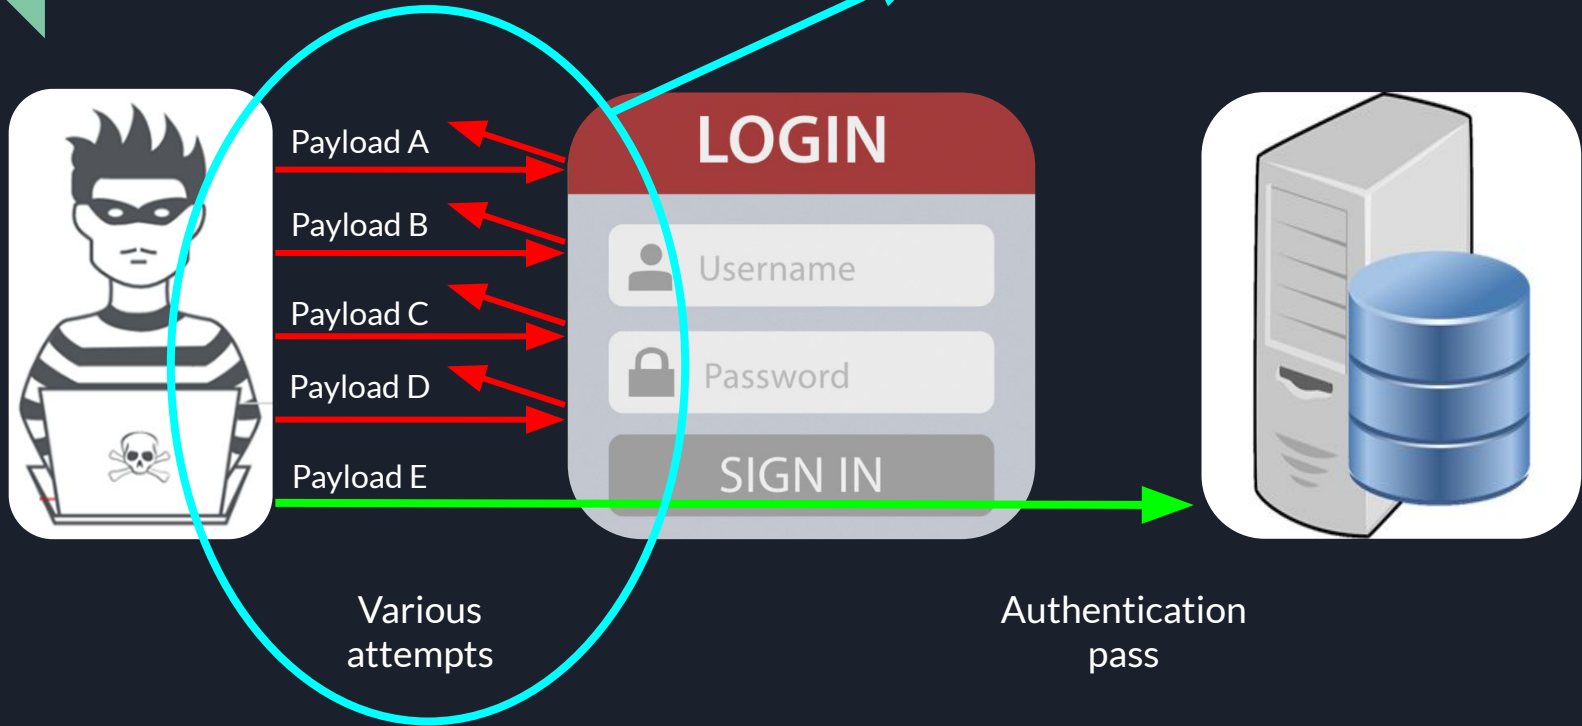 Payload A
Payload B
Payload C
Payload D
Payload E
LOGIN
Username
Password
SIGN IN
Various
attempts
Authentication
pass